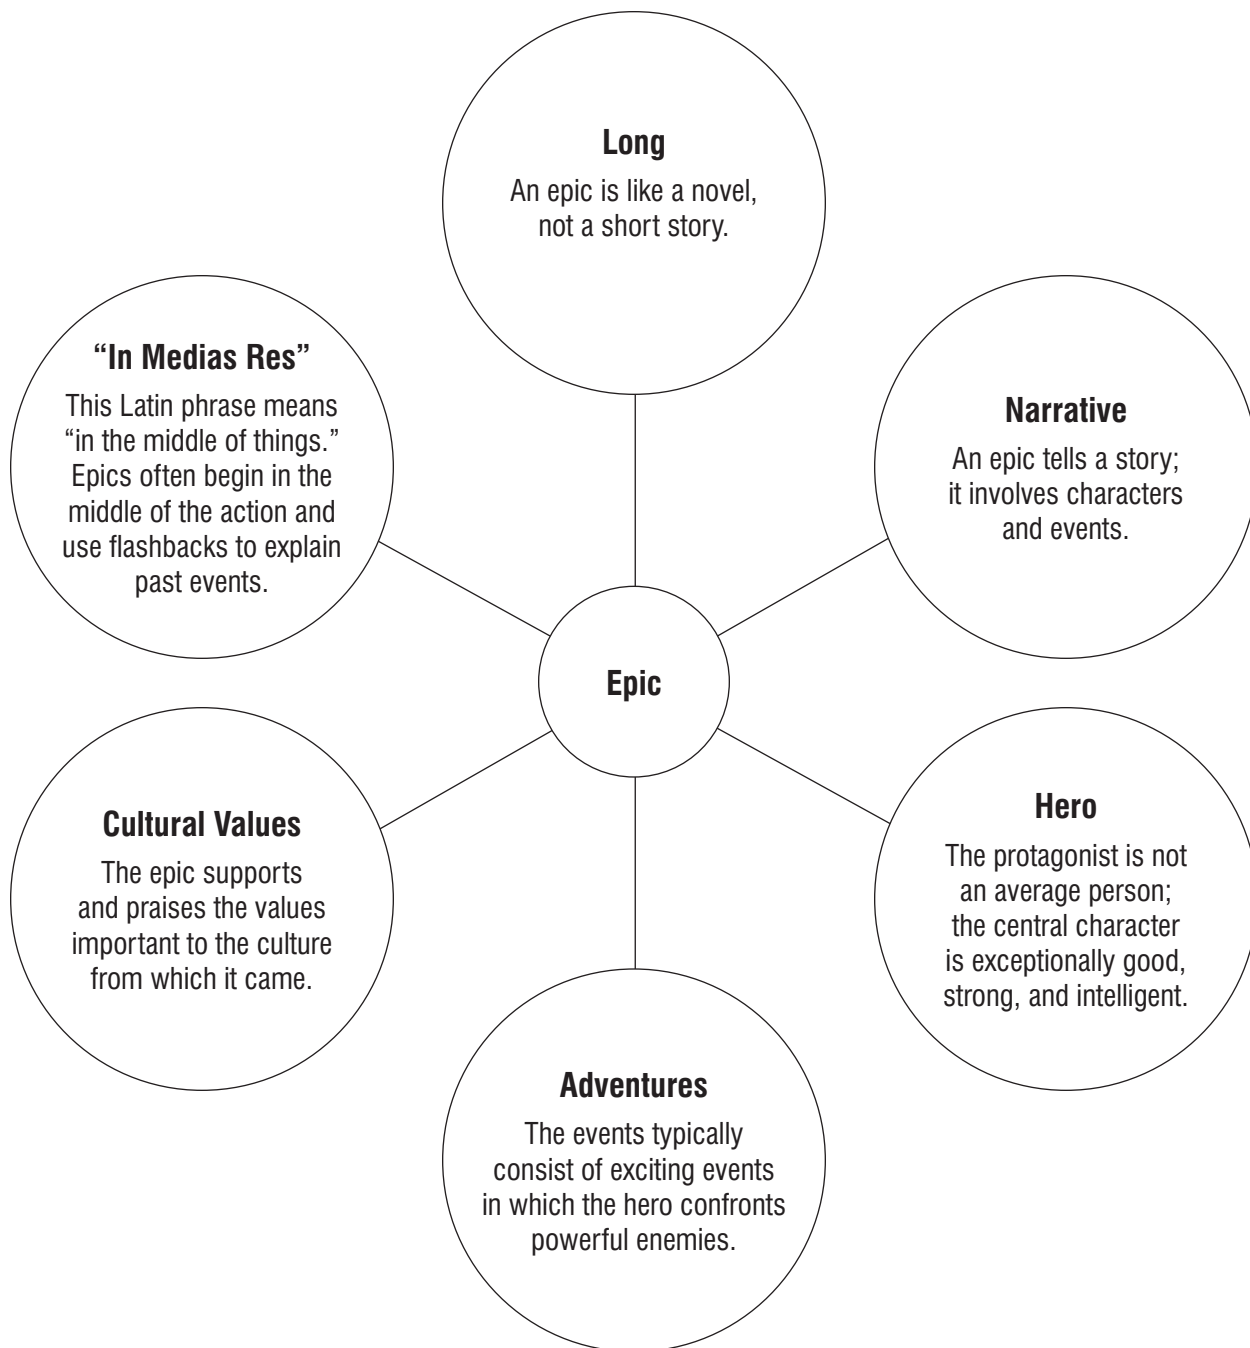 Long
An epic is like a novel,
not a short story.
Narrative
An epic tells a story;
it involves characters
and events.
Hero
The protagonist is not
an average person;
the central character
is exceptionally good,
strong, and intelligent.
Adventures
The events typically
consist of exciting events
in which the hero confronts
powerful enemies.
Cultural Values
The epic supports
and praises the values
important to the culture
from which it came.
“In Medias Res”
This Latin phrase means
“in the middle of things.”
Epics often begin in the
middle of the action and
use flashbacks to explain
past events.
Epic